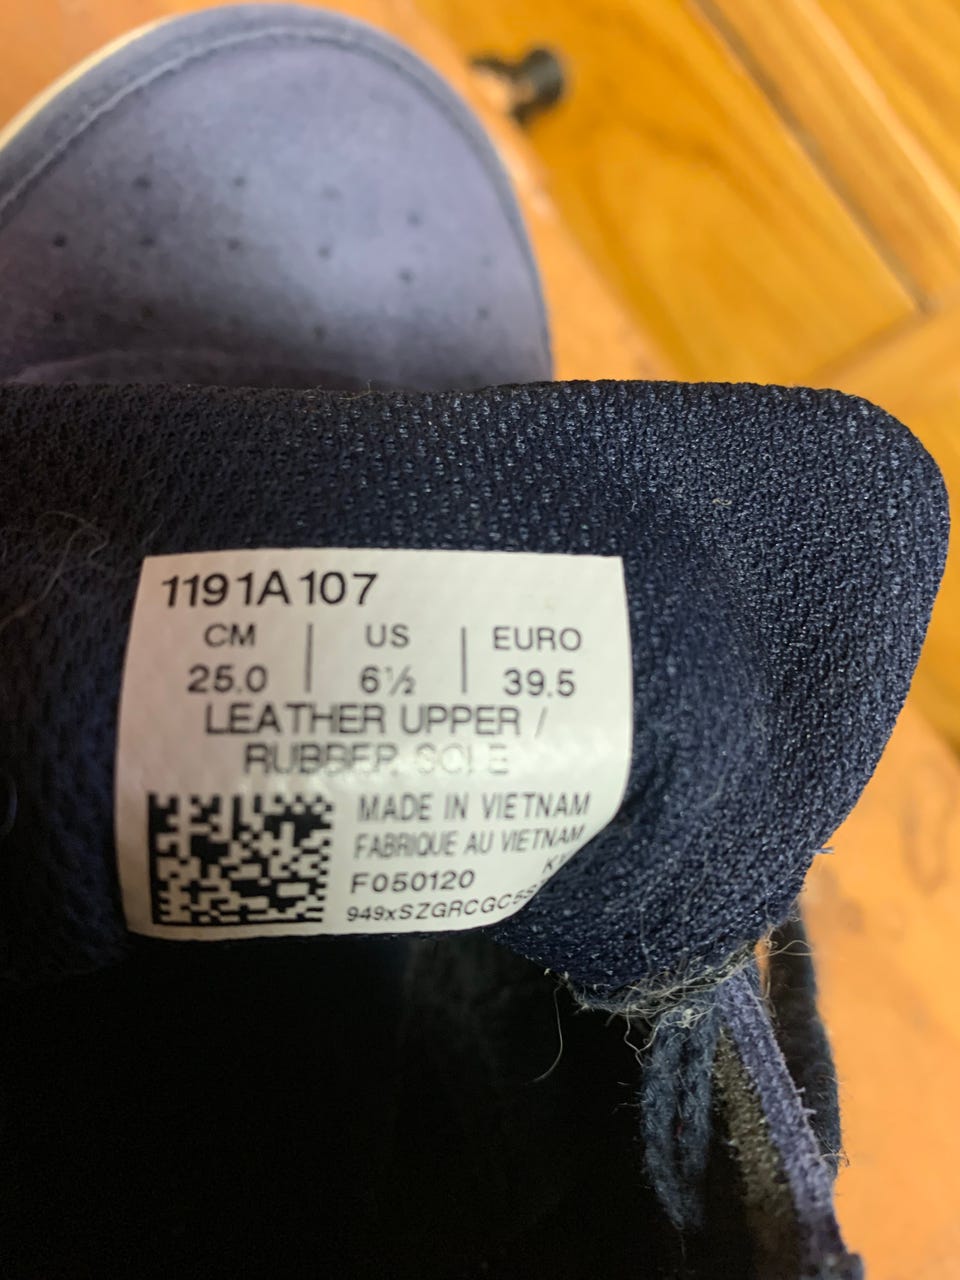 1191A107
CM | US | EURO
25.0 | 6½ | 39.5
LEATHER UPPER /
RUBBER SOLE
MADE IN VIETNAM
FABRIQUE AU VIETNAM
F050120